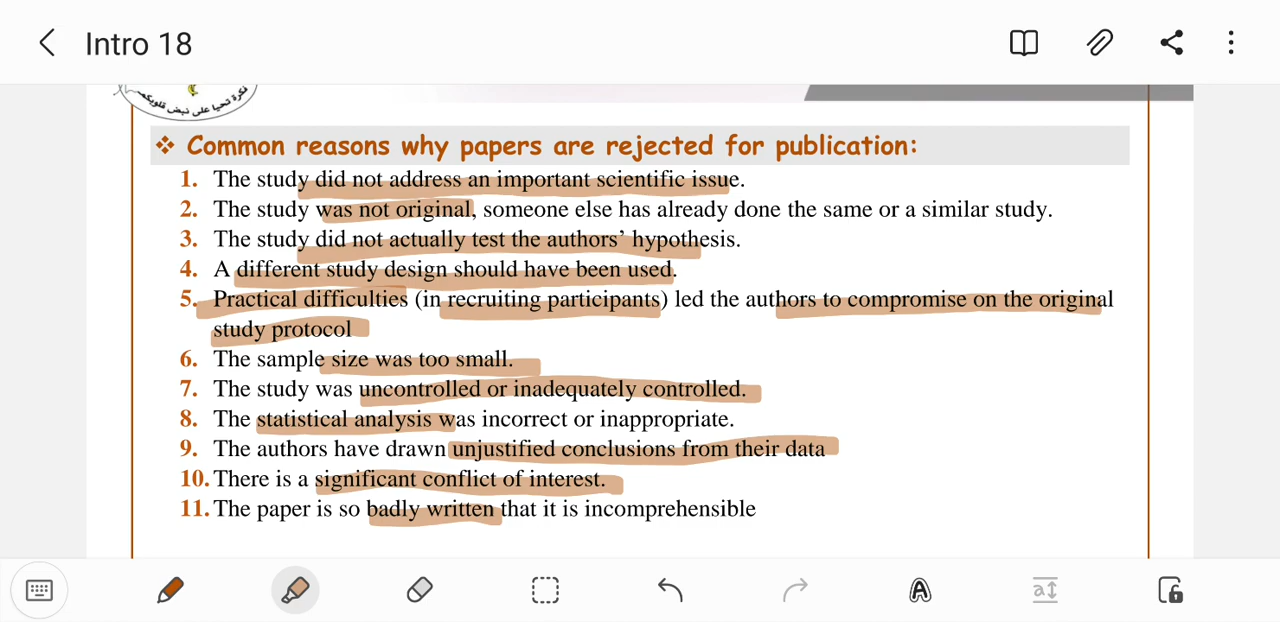 Intro 18
فكرة تحيا على نبض قلوبكم
❖ Common reasons why papers are rejected for publication:
1. The study did not address an important scientific issue.
2. The study was not original, someone else has already done the same or a similar study.
3. The study did not actually test the authors’ hypothesis.
4. A different study design should have been used.
5. Practical difficulties (in recruiting participants) led the authors to compromise on the original
study protocol
6. The sample size was too small.
7. The study was uncontrolled or inadequately controlled.
8. The statistical analysis was incorrect or inappropriate.
9. The authors have drawn unjustified conclusions from their data
10. There is a significant conflict of interest.
11. The paper is so badly written that it is incomprehensible